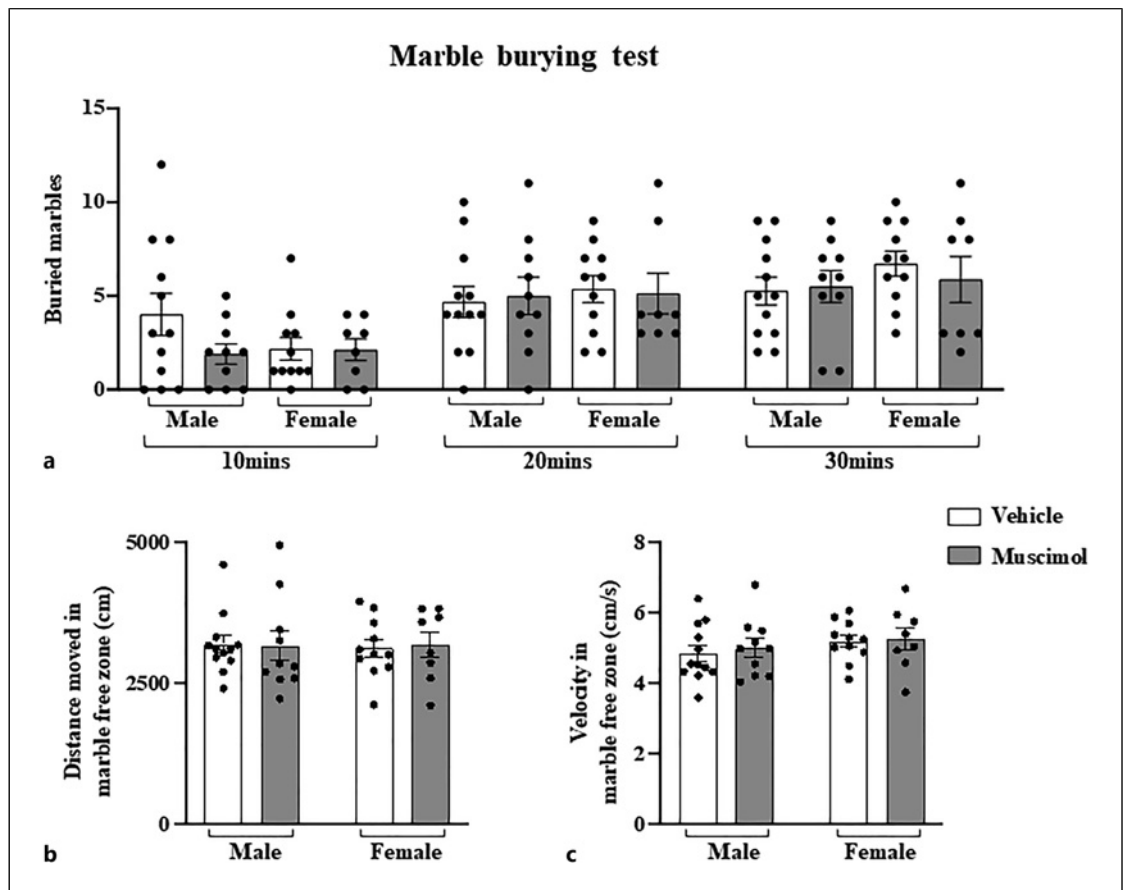 Marble burying test
15
10
5
0
Buried marbles
Male Female Male Female Male Female
10mins 20mins 30mins
a
Vehicle
Muscimol
5000
2500
0
Distance moved in
marble free zone (cm)
Male Female
b
8
6
4
2
0
Velocity in
marble free zone (cm/s)
Male Female
c